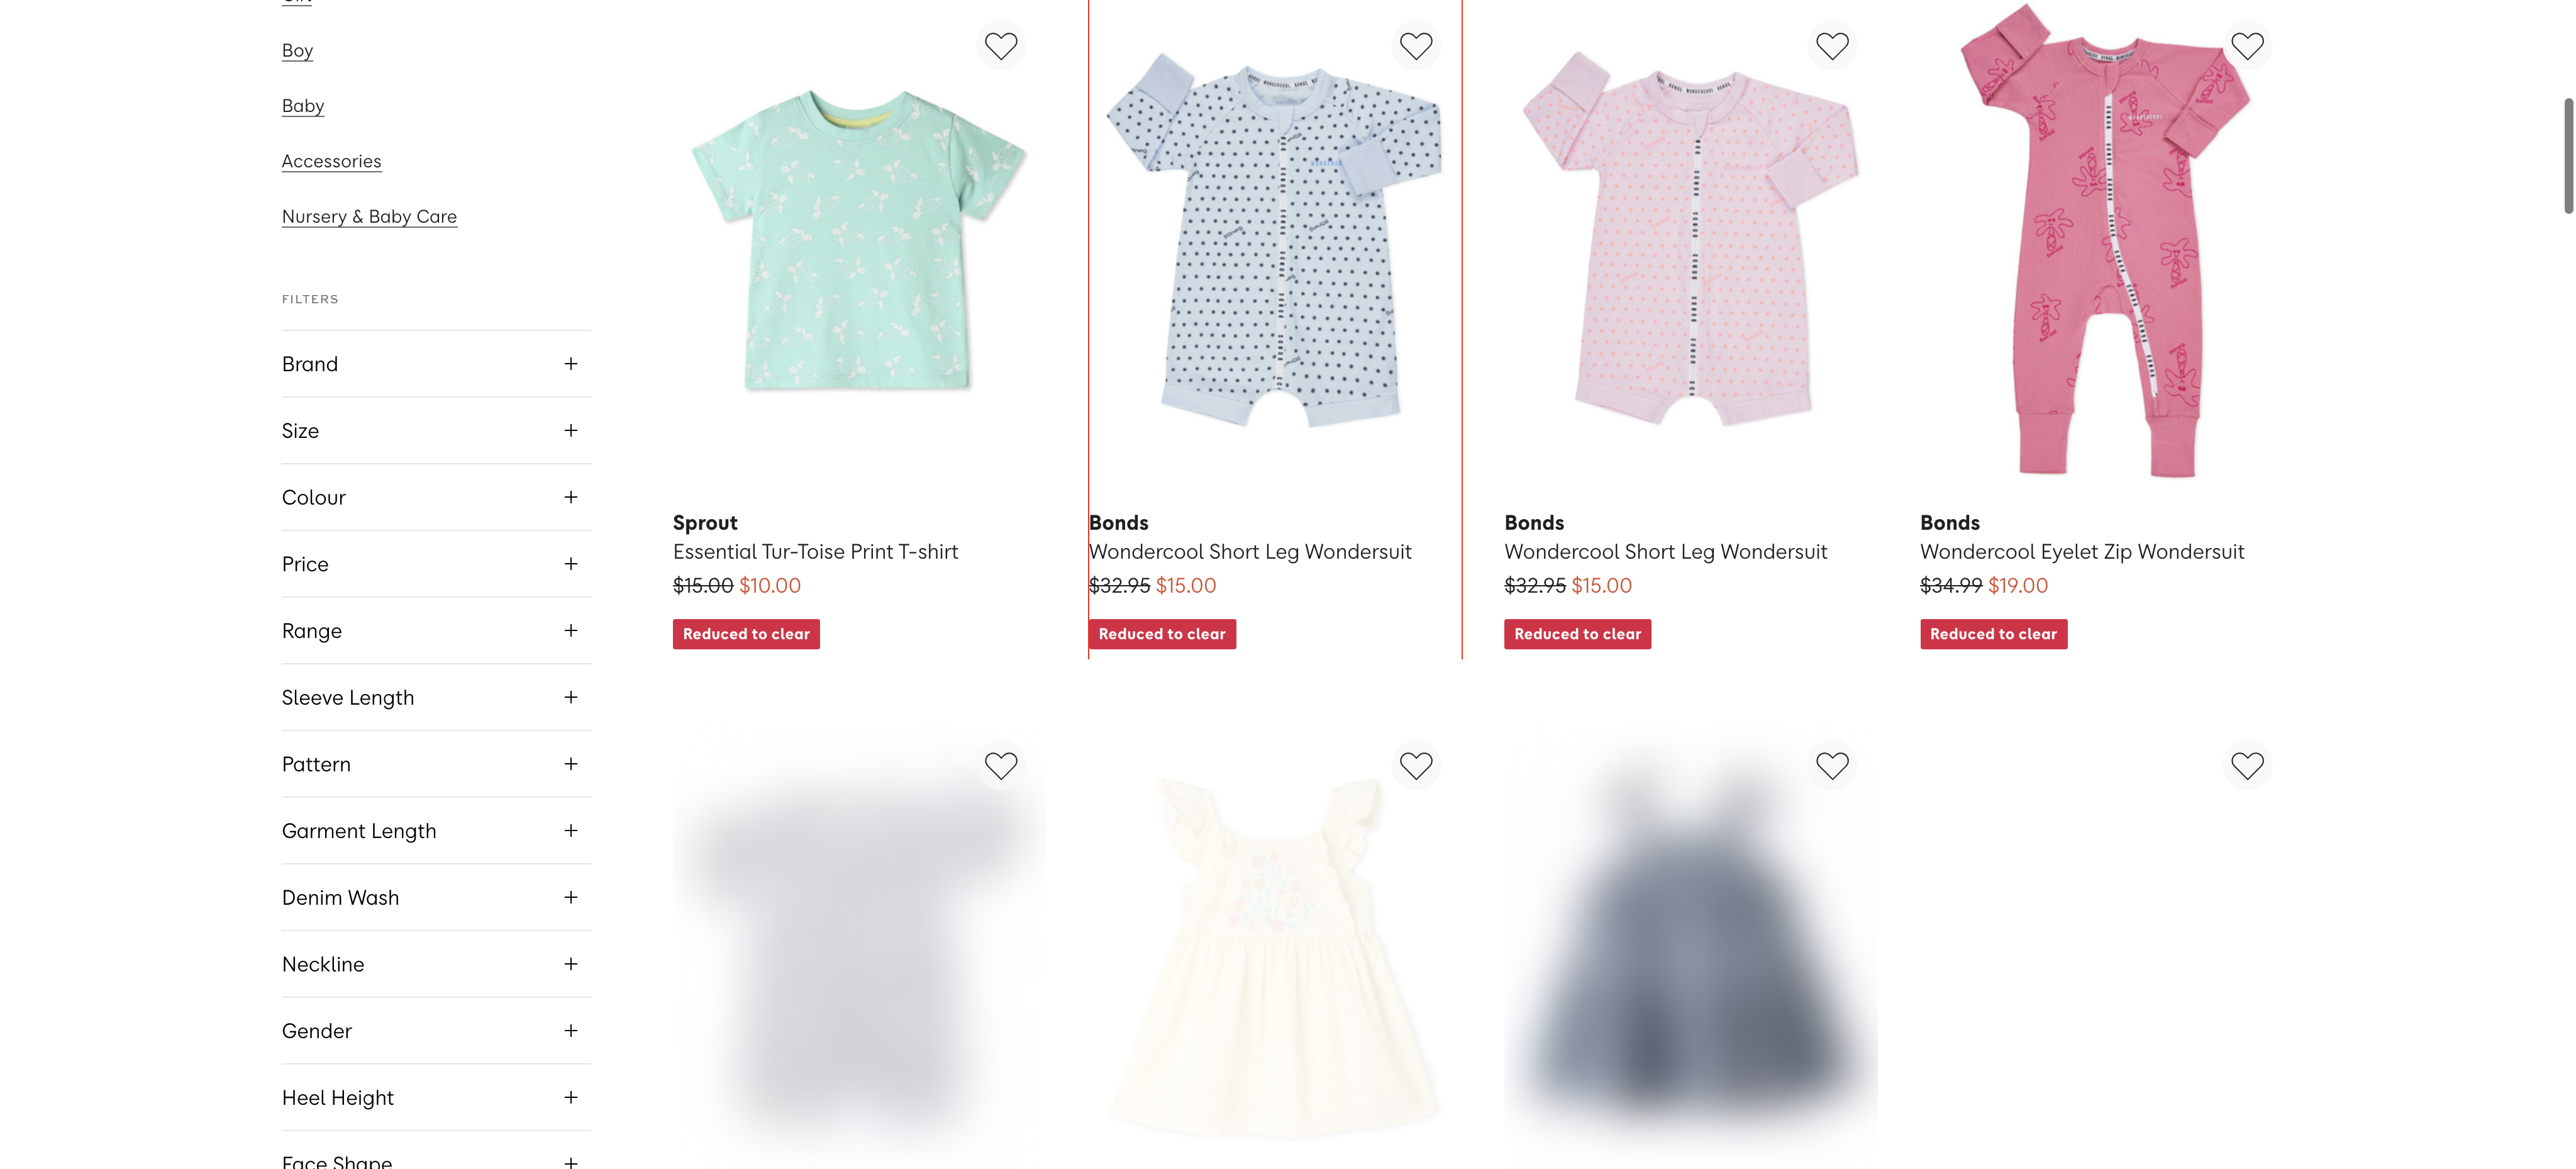 Boy
Baby
Accessories
Nursery & Baby Care
FILTERS
Brand
Size
Colour
Price
Range
Sleeve Length
Pattern
Garment Length
Denim Wash
Neckline
Gender
Heel Height
Face Shape
Sprout
Essential Tur-Toise Print T-shirt
$15.00 $10.00
Reduced to clear
Bonds
Wondercool Short Leg Wondersuit
$32.95 $15.00
Reduced to clear
Bonds
Wondercool Short Leg Wondersuit
$32.95 $15.00
Reduced to clear
Bonds
Wondercool Eyelet Zip Wondersuit
$34.99 $19.00
Reduced to clear